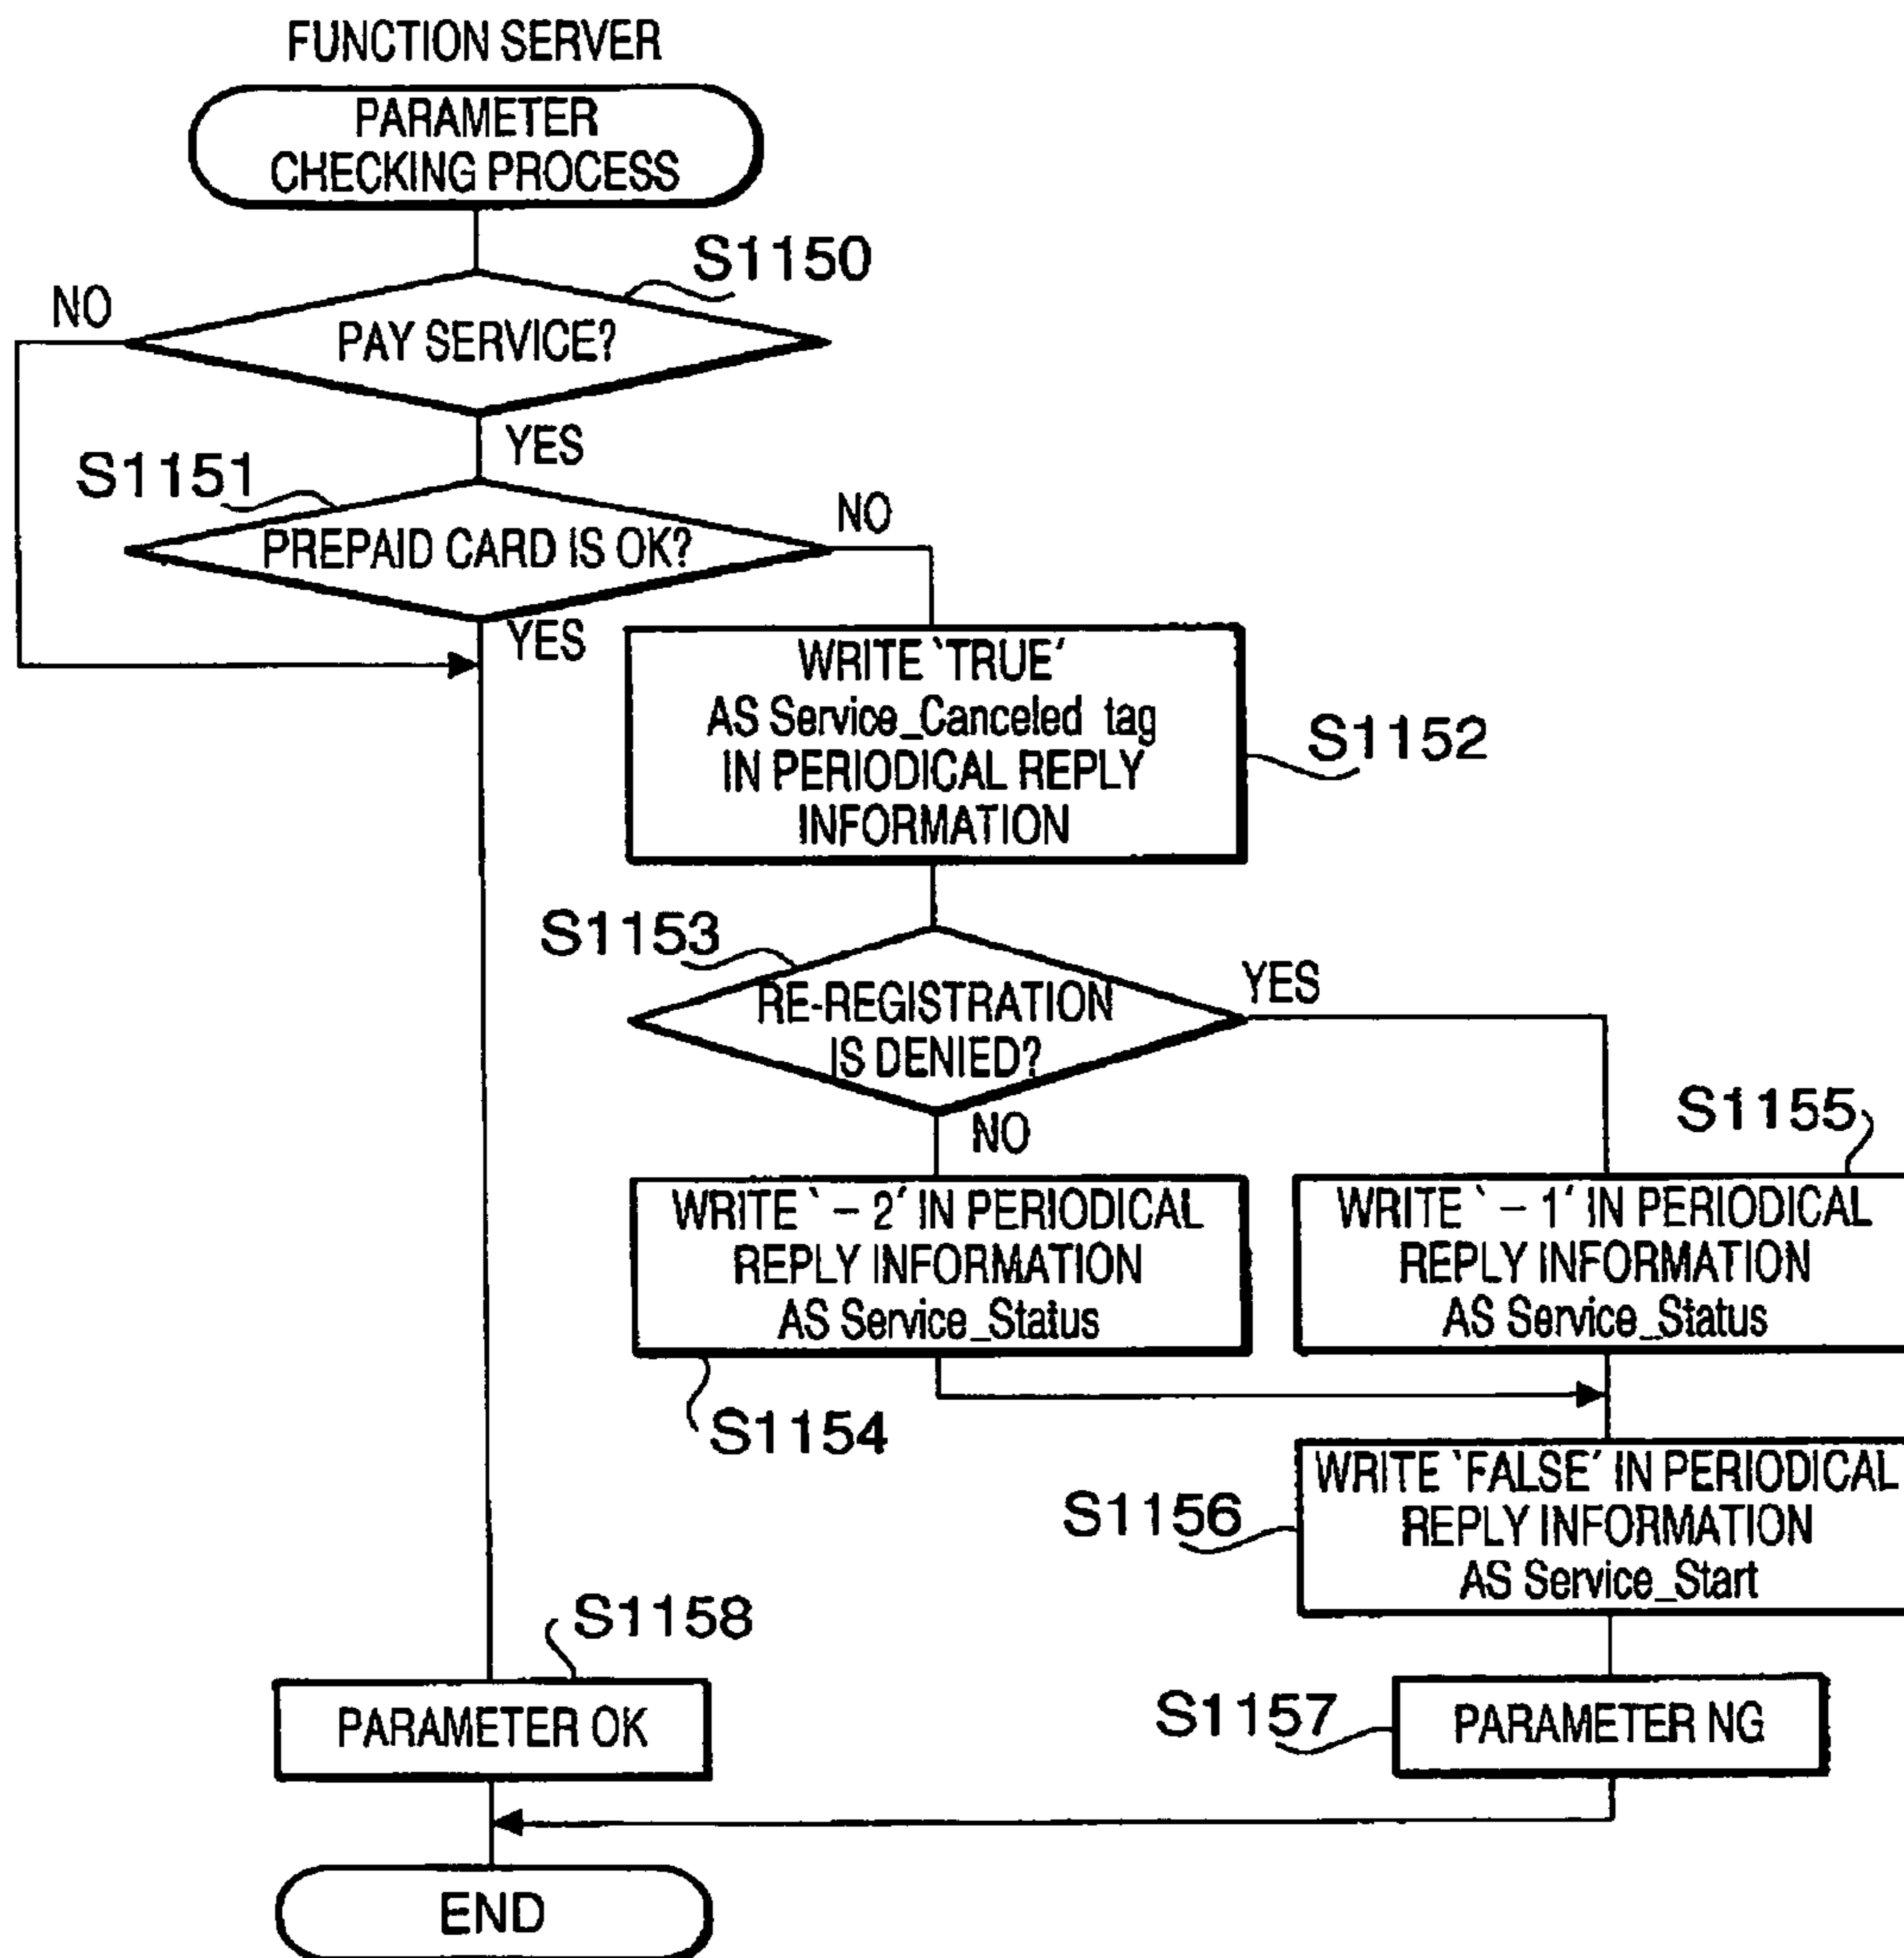 FUNCTION SERVER
PARAMETER
CHECKING PROCESS
S1150
NO
PAY SERVICE?
YES
S1151
NO
PREPAID CARD IS OK?
YES
WRITE `TRUE'
AS Service_Canceled tag
IN PERIODICAL REPLY
INFORMATION
S1152
S1153
YES
RE-REGISTRATION
IS DENIED?
NO
S1155
WRITE ` – 2' IN PERIODICAL
REPLY INFORMATION
AS Service_Status
WRITE ` – 1' IN PERIODICAL
REPLY INFORMATION
AS Service_Status
S1154
WRITE `FALSE' IN PERIODICAL
REPLY INFORMATION
AS Service_Start
S1156
S1158
PARAMETER OK
S1157
PARAMETER NG
END